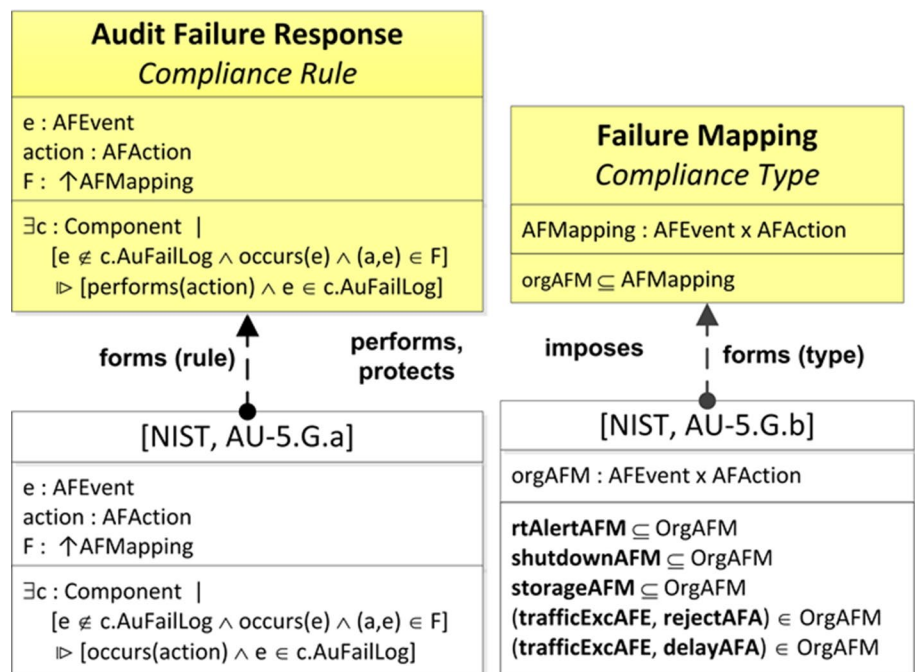 Audit Failure Response
Compliance Rule
e : AFEvent
action : AFAction
F : ↑AFMapping
∃c : Component |
[e ∉ c.AuFailLog ∧ occurs(e) ∧ (a,e) ∈ F]
⊫ [performs(action) ∧ e ∈ c.AuFailLog]
Failure Mapping
Compliance Type
AFMapping : AFEvent x AFAction
orgAFM ⊆ AFMapping
forms (rule)
performs,
protects
imposes
forms (type)
[NIST, AU-5.G.a]
e : AFEvent
action : AFAction
F : ↑AFMapping
∃c : Component |
[e ∉ c.AuFailLog ∧ occurs(e) ∧ (a,e) ∈ F]
⊫ [occurs(action) ∧ e ∈ c.AuFailLog]
[NIST, AU-5.G.b]
orgAFM : AFEvent x AFAction
rtAlertAFM ⊆ OrgAFM
shutdownAFM ⊆ OrgAFM
storageAFM ⊆ OrgAFM
(trafficExcAFE, rejectAFA) ∈ OrgAFM
(trafficExcAFE, delayAFA) ∈ OrgAFM